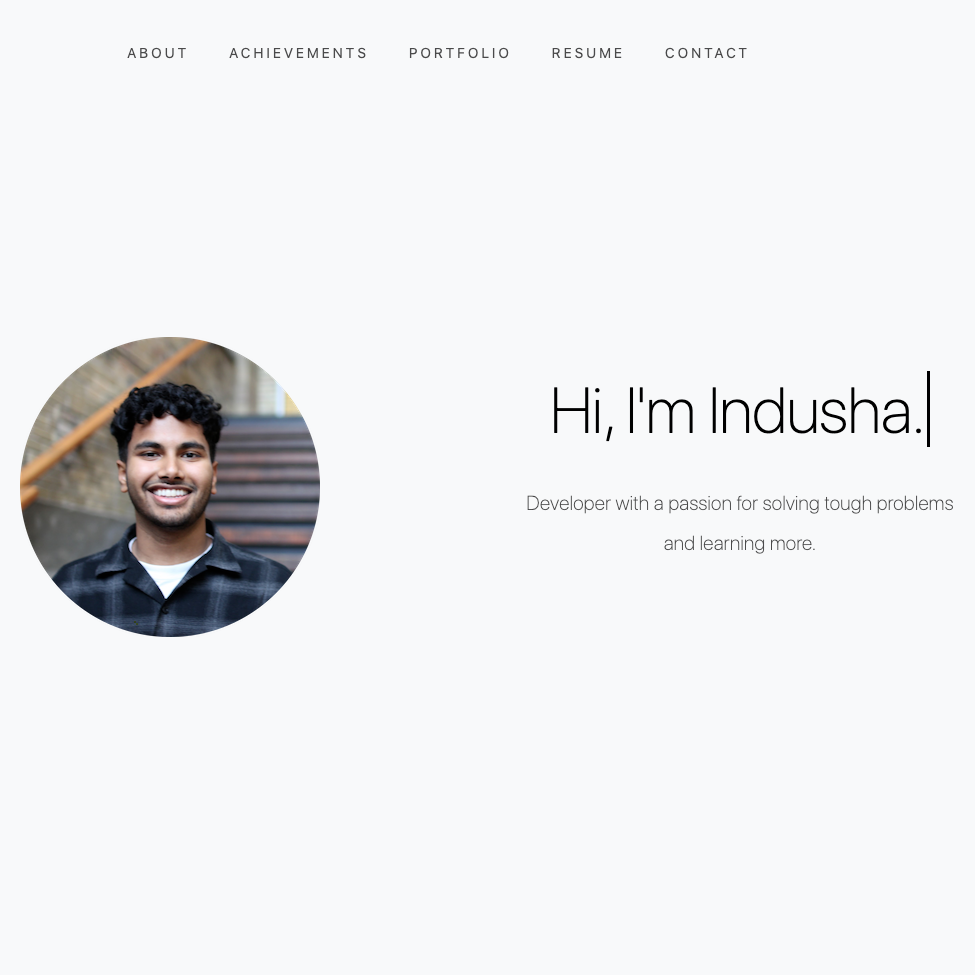 ABOUT ACHIEVEMENTS PORTFOLIO RESUME CONTACT
Hi, I'm Indusha.
Developer with a passion for solving tough problems
and learning more.